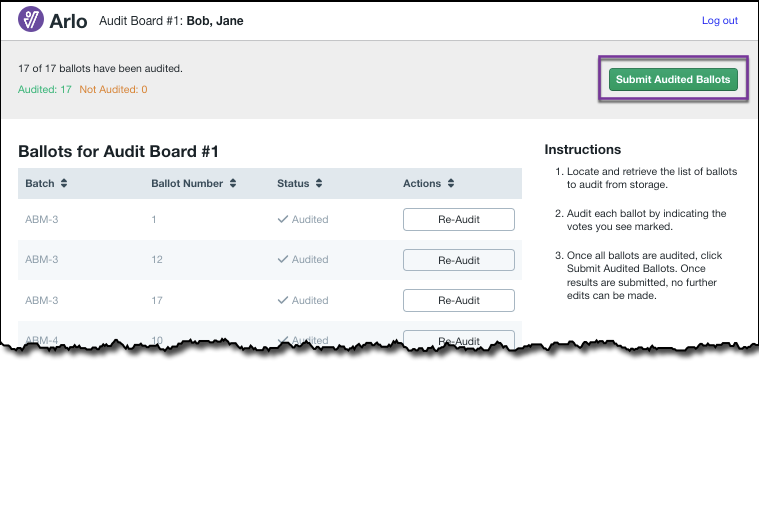 Arlo Audit Board #1: Bob, Jane Log out
17 of 17 ballots have been audited.
Audited: 17 Not Audited: 0
Submit Audited Ballots
Ballots for Audit Board #1
Batch Ballot Number Status Actions
ABM-3 1 Audited Re-Audit
ABM-3 12 Audited Re-Audit
ABM-3 17 Audited Re-Audit
ABM-4 10 Audited Re-Audit
Instructions
1. Locate and retrieve the list of ballots
to audit from storage.
2. Audit each ballot by indicating the
votes you see marked.
3. Once all ballots are audited, click
Submit Audited Ballots. Once
results are submitted, no further
edits can be made.